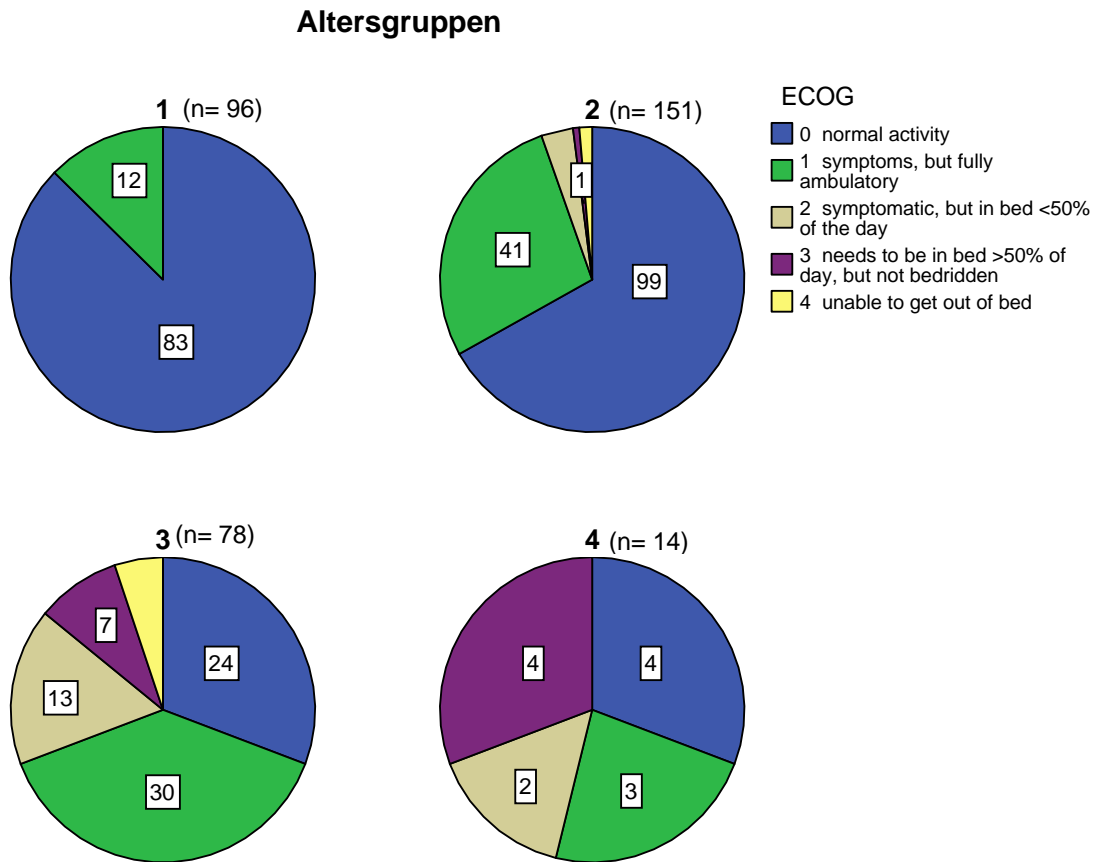 Altersgruppen
1 (n= 96)
12
83
2 (n= 151)
1
41
99
ECOG
0 normal activity
1 symptoms, but fully
ambulatory
2 symptomatic, but in bed <50%
of the day
3 needs to be in bed >50% of
day, but not bedridden
4 unable to get out of bed
3 (n= 78)
7
24
13
30
4 (n= 14)
4
4
2
3